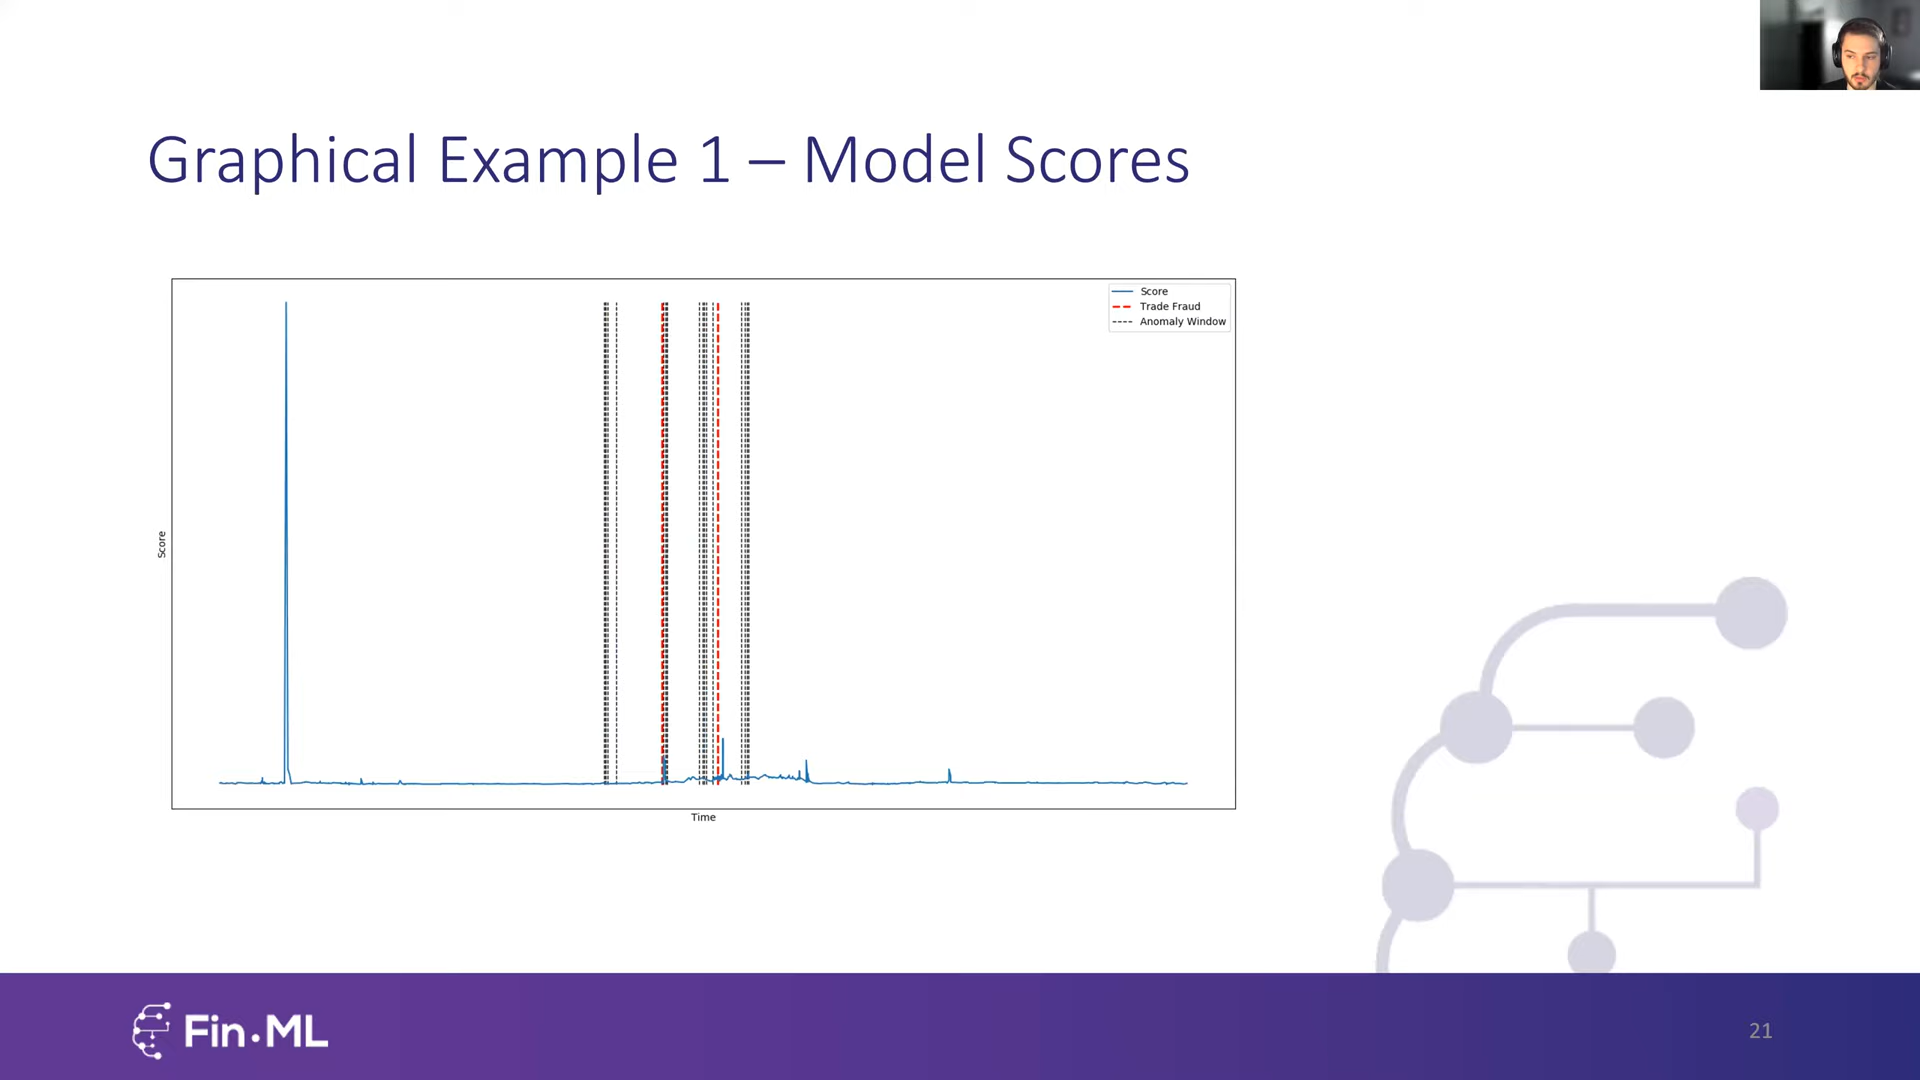 Graphical Example 1 – Model Scores
Score
Trade Fraud
Anomaly Window
Score
Time
Fin·ML
21